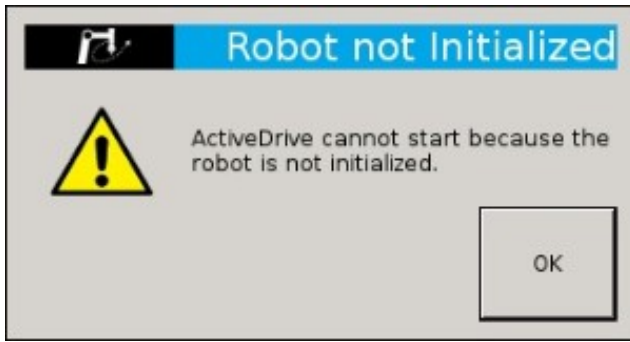 Robot not Initialized
ActiveDrive cannot start because the
robot is not initialized.
OK